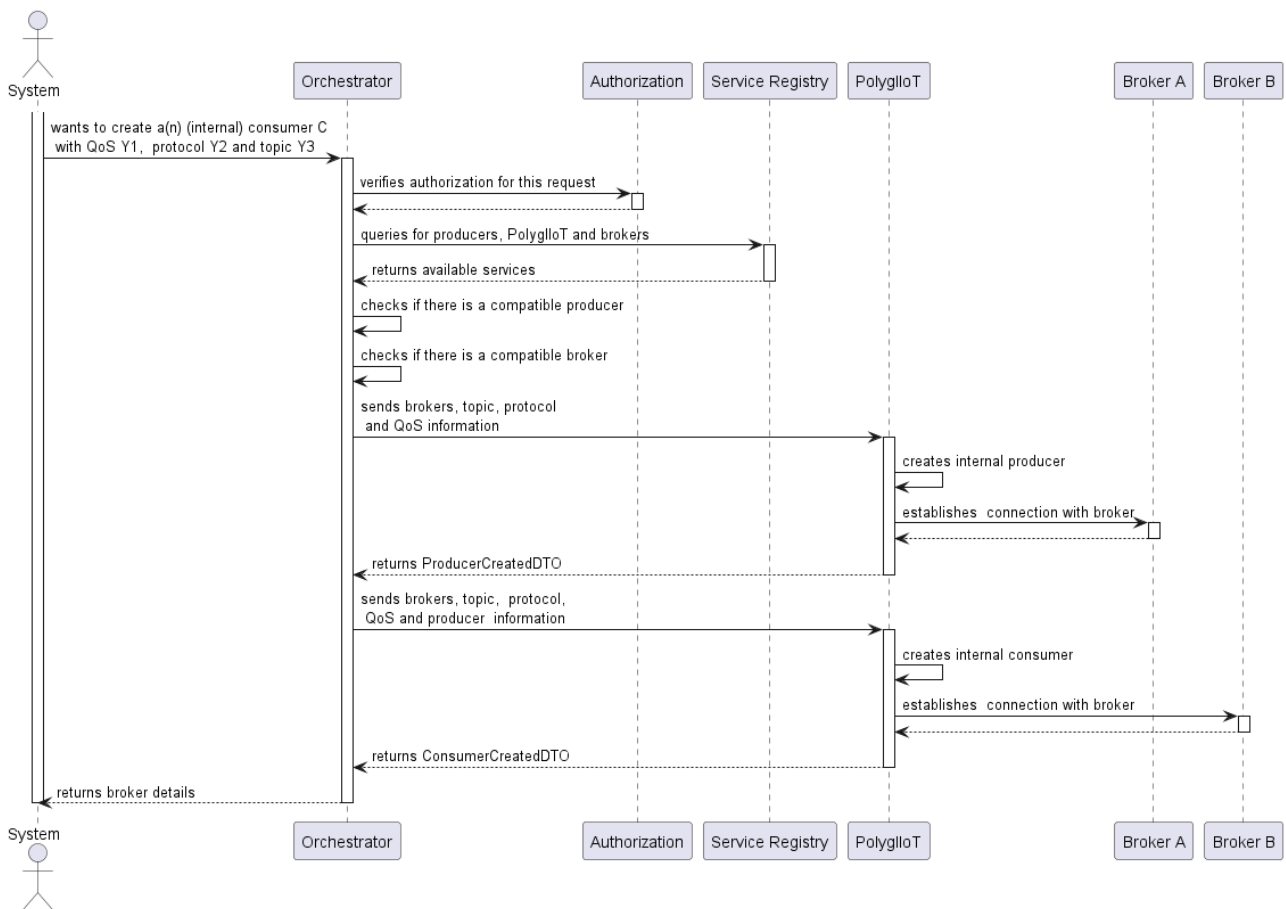 System
Orchestrator
Authorization
Service Registry
PolyglIoT
Broker A
Broker B
wants to create a(n) (internal) consumer C
with QoS Y1, protocol Y2 and topic Y3
verifies authorization for this request
queries for producers, PolyglIoT and brokers
returns available services
checks if there is a compatible producer
checks if there is a compatible broker
sends brokers, topic, protocol
and QoS information
creates internal producer
establishes connection with broker
returns ProducerCreatedDTO
sends brokers, topic, protocol,
QoS and producer information
creates internal consumer
establishes connection with broker
returns ConsumerCreatedDTO
returns broker details
System
Orchestrator
Authorization
Service Registry
PolyglIoT
Broker A
Broker B